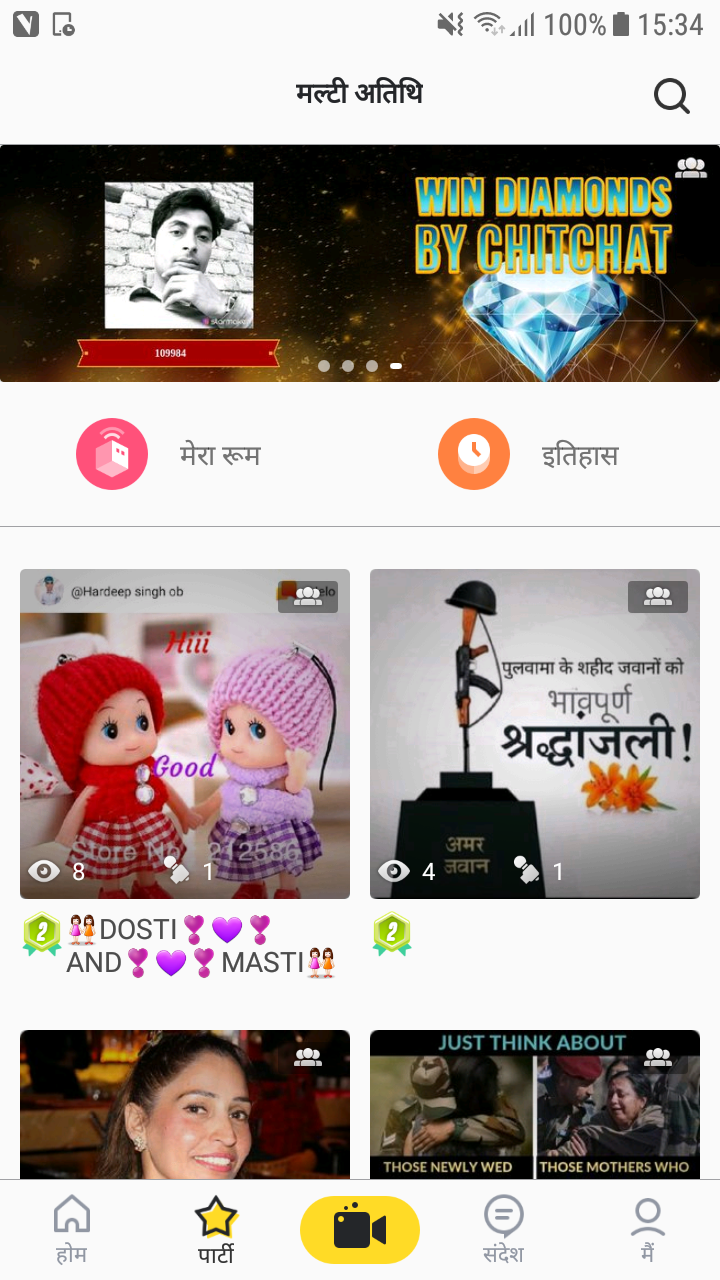 100% 15:34
मल्टी अतिथि
WIN DIAMONDS
BY CHITCHAT
starmaker
109984
मेरा रूम
इतिहास
@Hardeep singh ob
Hiii
Good
Store No 212586
8 1
DOSTI
AND MASTI
2
पुलवामा के शहीद जवानों को
भावपूर्ण
श्रद्धांजली!
अमर
जवान
4 1
2
JUST THINK ABOUT
THOSE NEWLY WED
THOSE MOTHERS WHO
होम
पार्टी
संदेश
मैं